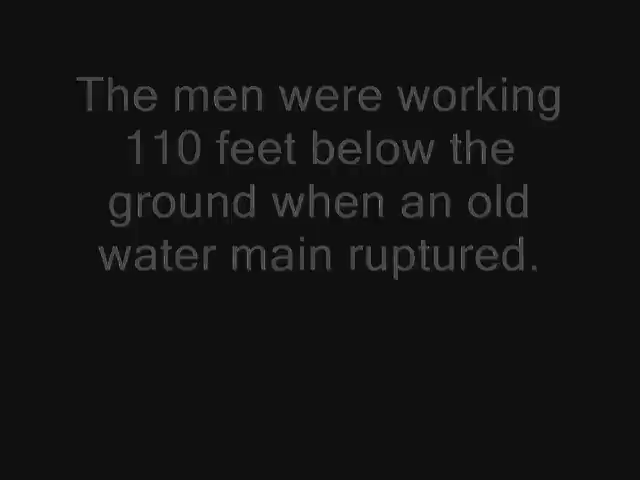 The men were working
110 feet below the
ground when an old
water main ruptured.